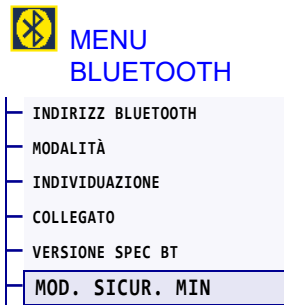 MENU
BLUETOOTH
INDIRIZZ BLUETOOTH
MODALITÀ
INDIVIDUAZIONE
COLLEGATO
VERSIONE SPEC BT
MOD. SICUR. MIN